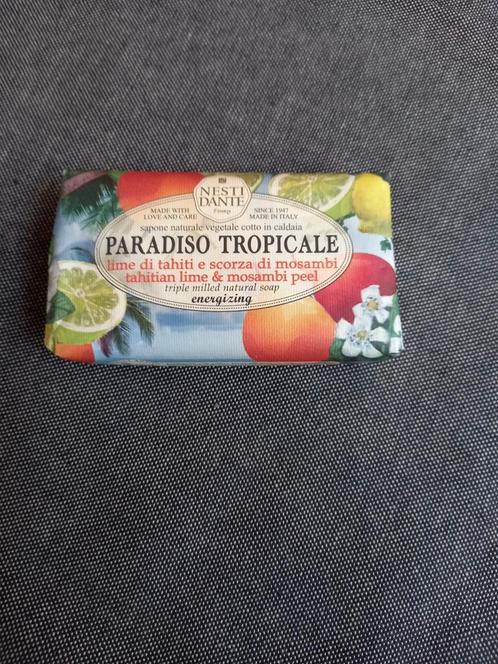 NESTI
DANTE
Firenze
MADE WITH
LOVE AND CARE
SINCE 1947
MADE IN ITALY
sapone naturale vegetale cotto in caldaia
PARADISO TROPICALE
lime di tahiti e scorza di mosambi
tahitian lime & mosambi peel
triple milled natural soap
energizing